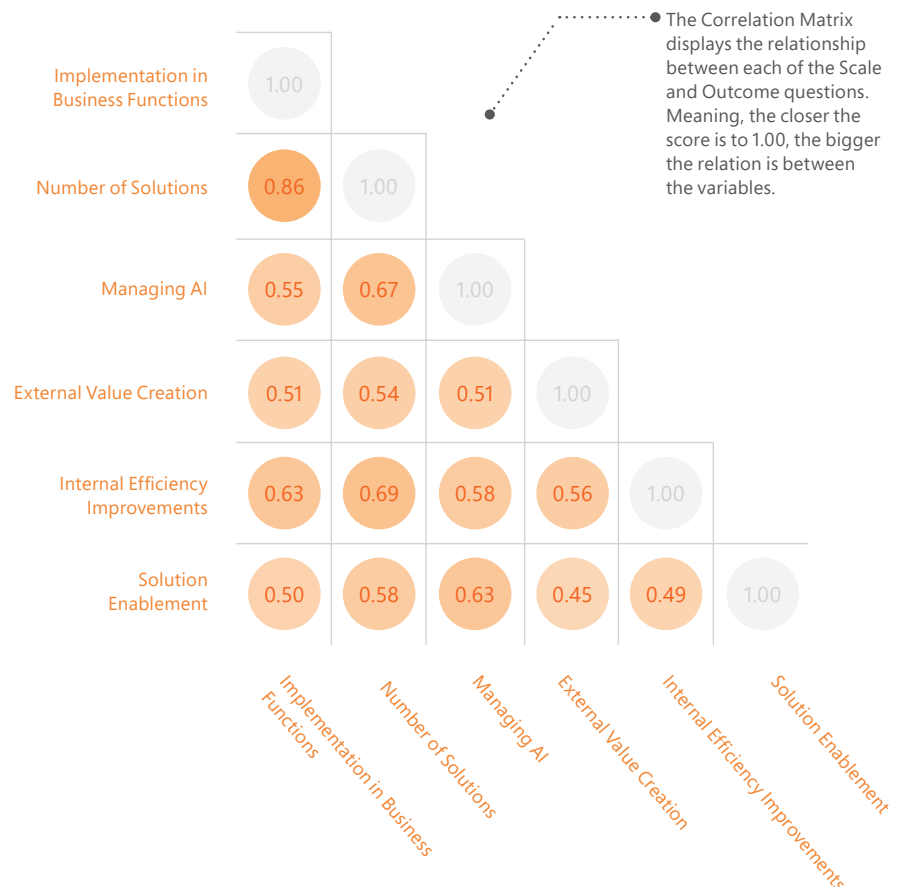 The Correlation Matrix
displays the relationship
between each of the Scale
and Outcome questions.
Meaning, the closer the
score is to 1.00, the bigger
the relation is between
the variables.
Implementation in
Business Functions
1.00
Number of Solutions
0.86
1.00
Managing AI
0.55
0.67
1.00
External Value Creation
0.51
0.54
0.51
1.00
Internal Efficiency
Improvements
0.63
0.69
0.58
0.56
1.00
Solution
Enablement
0.50
0.58
0.63
0.45
0.49
1.00
Implementation in Business
Functions
Number of Solutions
Managing AI
External Value Creation
Internal Efficiency Improvements
Solution Enablement